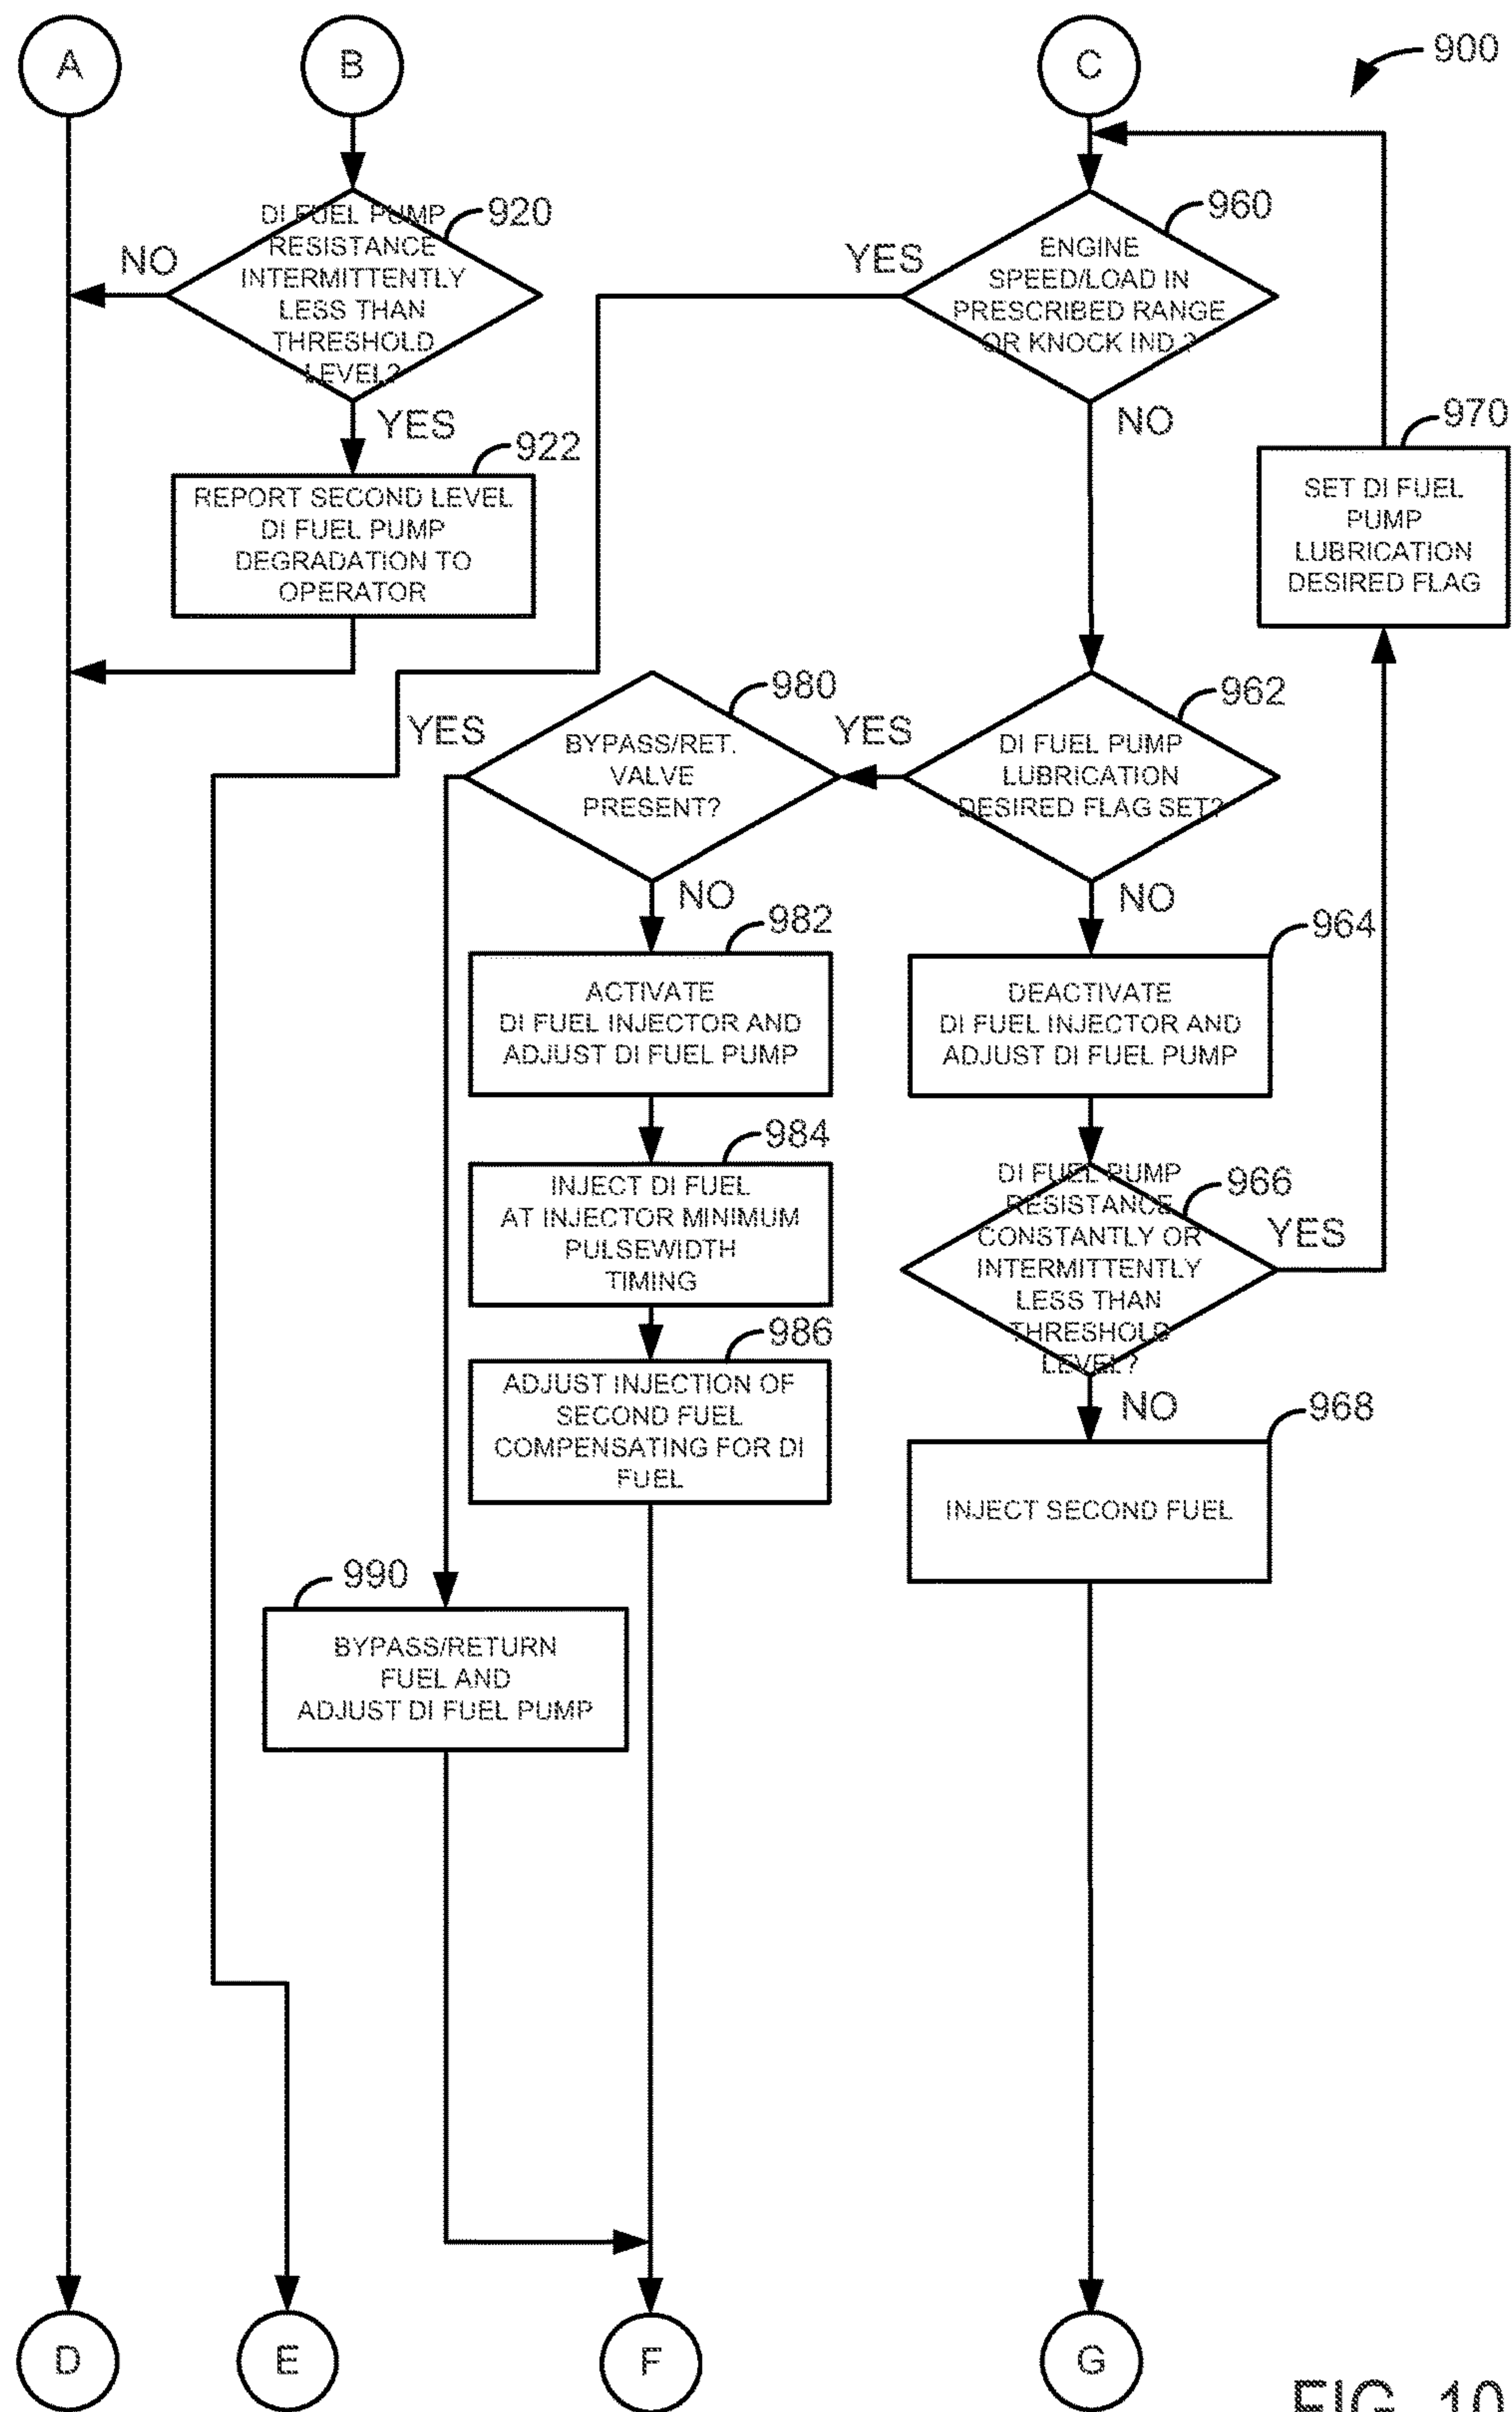 A
B
C
900
920
DI FUEL PUMP
RESISTANCE
INTERMITTENTLY
LESS THAN
THRESHOLD
LEVEL?
NO
YES
922
REPORT SECOND LEVEL
DI FUEL PUMP
DEGRADATION TO
OPERATOR
960
YES
ENGINE
SPEED/LOAD IN
PRESCRIBED RANGE
OR KNOCK IND.?
NO
970
SET DI FUEL
PUMP
LUBRICATION
DESIRED FLAG
980
YES
BYPASS/RET.
VALVE
PRESENT?
NO
962
YES
DI FUEL PUMP
LUBRICATION
DESIRED FLAG SET?
NO
982
ACTIVATE
DI FUEL INJECTOR AND
ADJUST DI FUEL PUMP
964
DEACTIVATE
DI FUEL INJECTOR AND
ADJUST DI FUEL PUMP
984
INJECT DI FUEL
AT INJECTOR MINIMUM
PULSEWIDTH
TIMING
966
DI FUEL PUMP
RESISTANCE
CONSTANTLY OR
INTERMITTENTLY
LESS THAN
THRESHOLD
LEVEL?
YES
NO
986
ADJUST INJECTION OF
SECOND FUEL
COMPENSATING FOR DI
FUEL
968
INJECT SECOND FUEL
990
BYPASS/RETURN
FUEL AND
ADJUST DI FUEL PUMP
D
E
F
G
FIG. 10